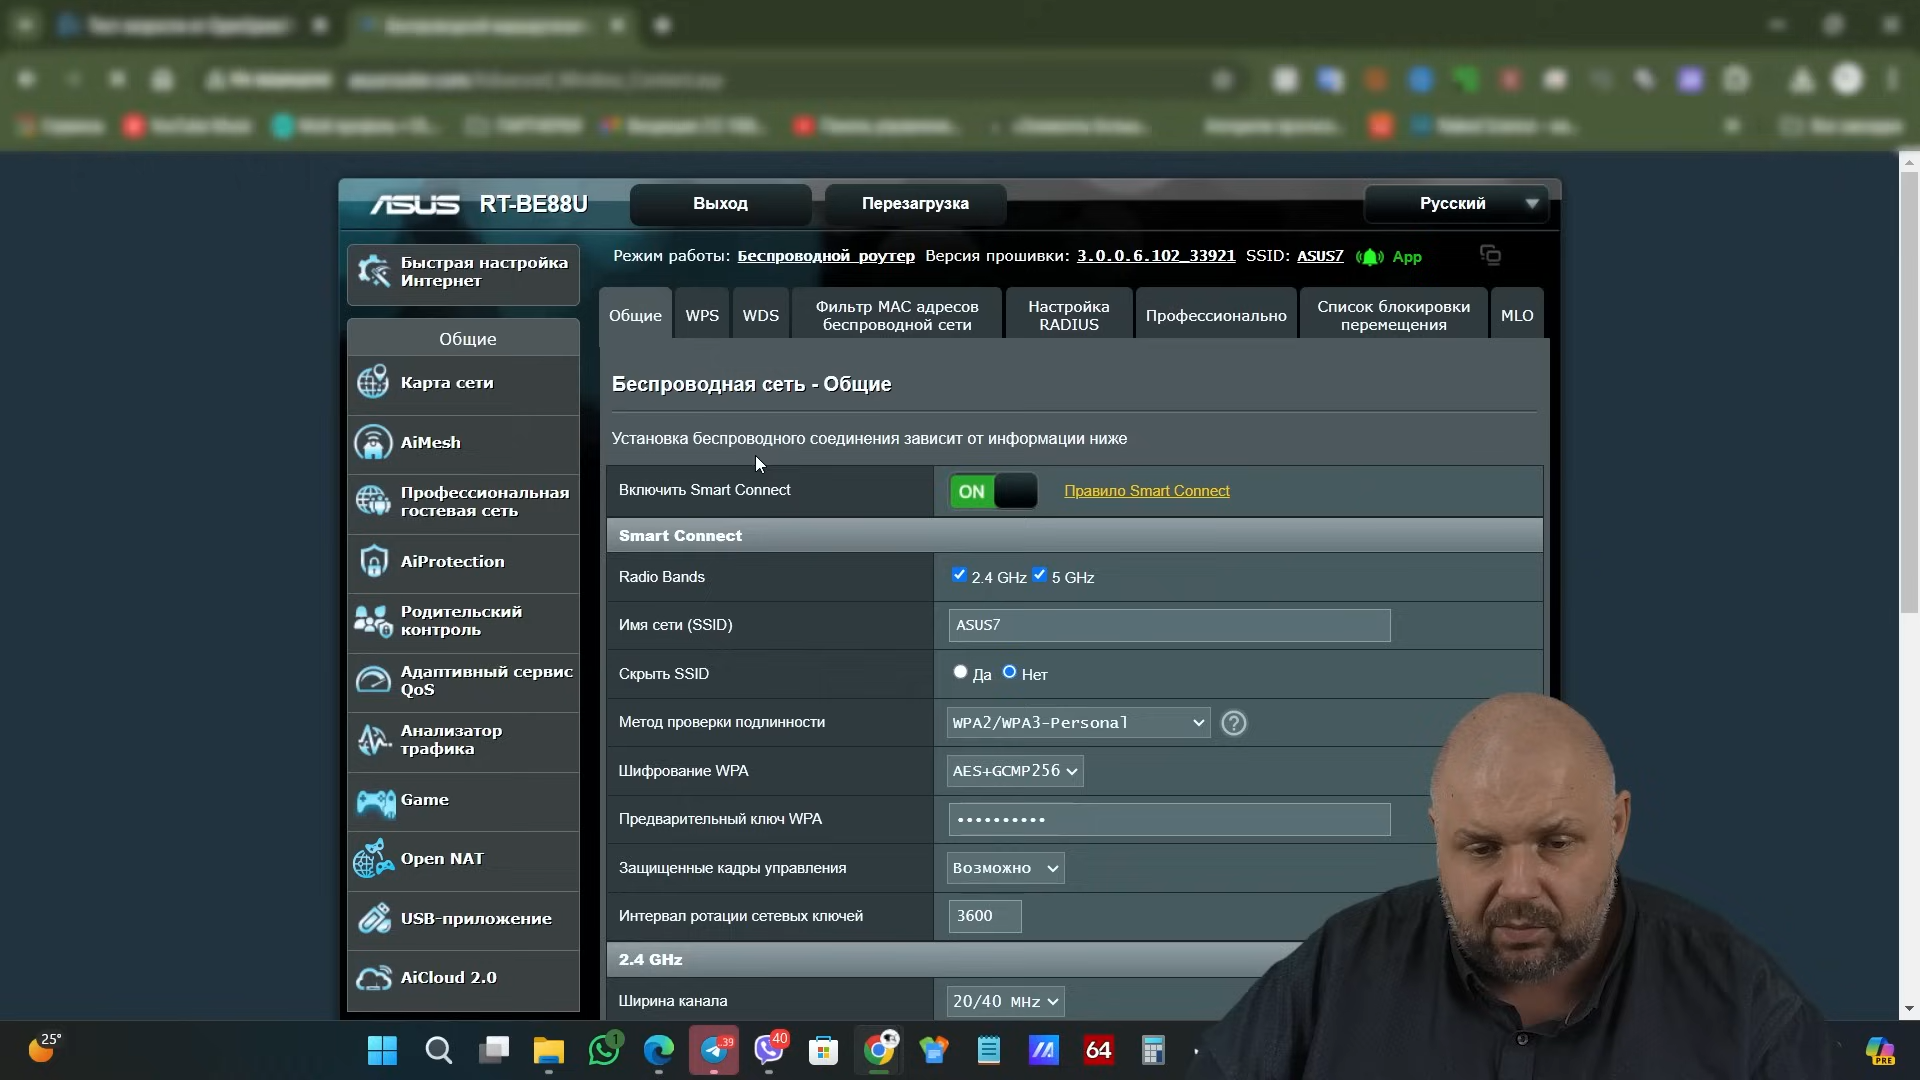 ASUS RT-BE88U
Выход
Перезагрузка
Русский
Быстрая настройка
Интернет
Общие
Карта сети
AiMesh
Профессиональная
гостевая сеть
AiProtection
Родительский
контроль
Адаптивный сервис
QoS
Анализатор
трафика
Game
Open NAT
USB-приложение
AiCloud 2.0
Режим работы: Беспроводной роутер Версия прошивки: 3.0.0.6.102_33921 SSID: ASUS7 App
Общие
WPS
WDS
Фильтр MAC адресов
беспроводной сети
Настройка
RADIUS
Профессионально
Список блокировки
перемещения
MLO
Беспроводная сеть - Общие
Установка беспроводного соединения зависит от информации ниже
Включить Smart Connect ON Правило Smart Connect
Smart Connect
Radio Bands 2.4 GHz 5 GHz
Имя сети (SSID) ASUS7
Скрыть SSID Да Нет
Метод проверки подлинности WPA2/WPA3-Personal ?
Шифрование WPA AES+GCMP256
Предварительный ключ WPA ••••••••••
Защищенные кадры управления Возможно
Интервал ротации сетевых ключей 3600
2.4 GHz
Ширина канала 20/40 MHz
25°
1
39
40
64
PRE